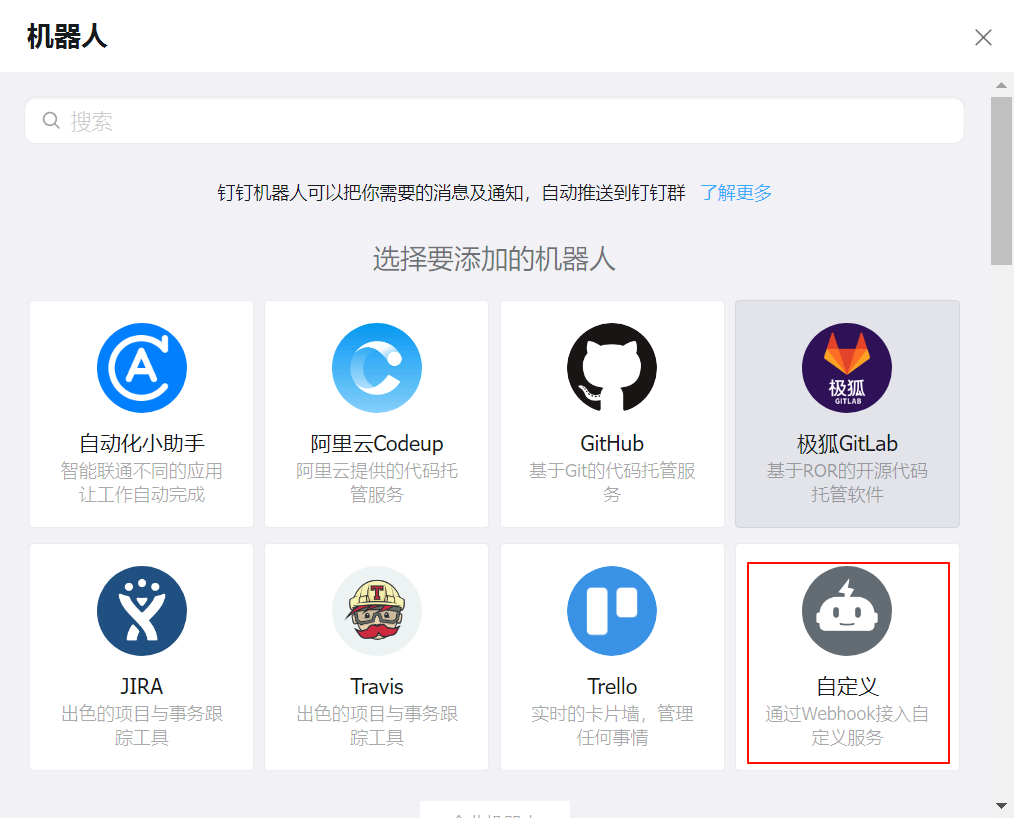 机器人
搜索
钉钉机器人可以把你需要的消息及通知，自动推送到钉钉群 了解更多
选择要添加的机器人
A
极狐
GITLAB
自动化小助手
智能联通不同的应用
让工作自动完成
阿里云Codeup
阿里云提供的代码托
管服务
GitHub
基于Git的代码托管服
务
极狐GitLab
基于ROR的开源代码
托管软件
T
JIRA
出色的项目与事务跟
踪工具
Travis
出色的项目与事务跟
踪工具
Trello
实时的卡片墙，管理
任何事情
自定义
通过Webhook接入自
定义服务